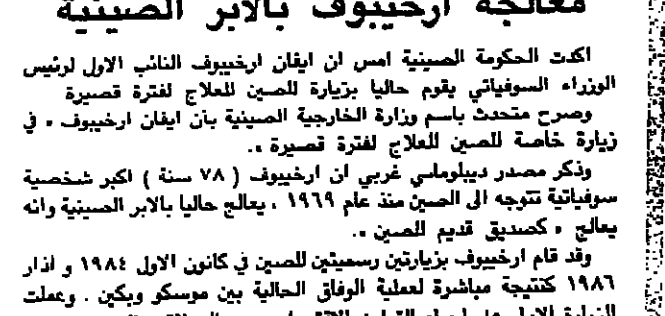 معالجة ارخيبوف بالابر الصينية
اكدت الحكومة الصينية امس ان ايفان ارخيبوف النائب الاول لرئيس
الوزراء السوفياتي يقوم حاليا بزيارة للصين للعلاج لفترة قصيرة
وصرح متحدث باسم وزارة الخارجية الصينية بأن ايفان ارخيبوف « في
زيارة خاصة للصين للعلاج لفترة قصيرة ».
وذكر مصدر ديبلوماسي غربي ان ارخيبوف ( ٧٨ سنة ) اكبر شخصية
سوفياتية تتوجه الى الصين منذ عام ١٩٦٩ ، يعالج حاليا بالابر الصينية وانه
يعالج « كصديق قديم للصين ».
وقد قام ارخيبوف بزيارتين رسميتين للصين في كانون الاول ١٩٨٤ و اذار
١٩٨٦ كنتيجة مباشرة لعملية الوفاق الحالية بين موسكو وبكين . وعملت
الزيارة الاولى